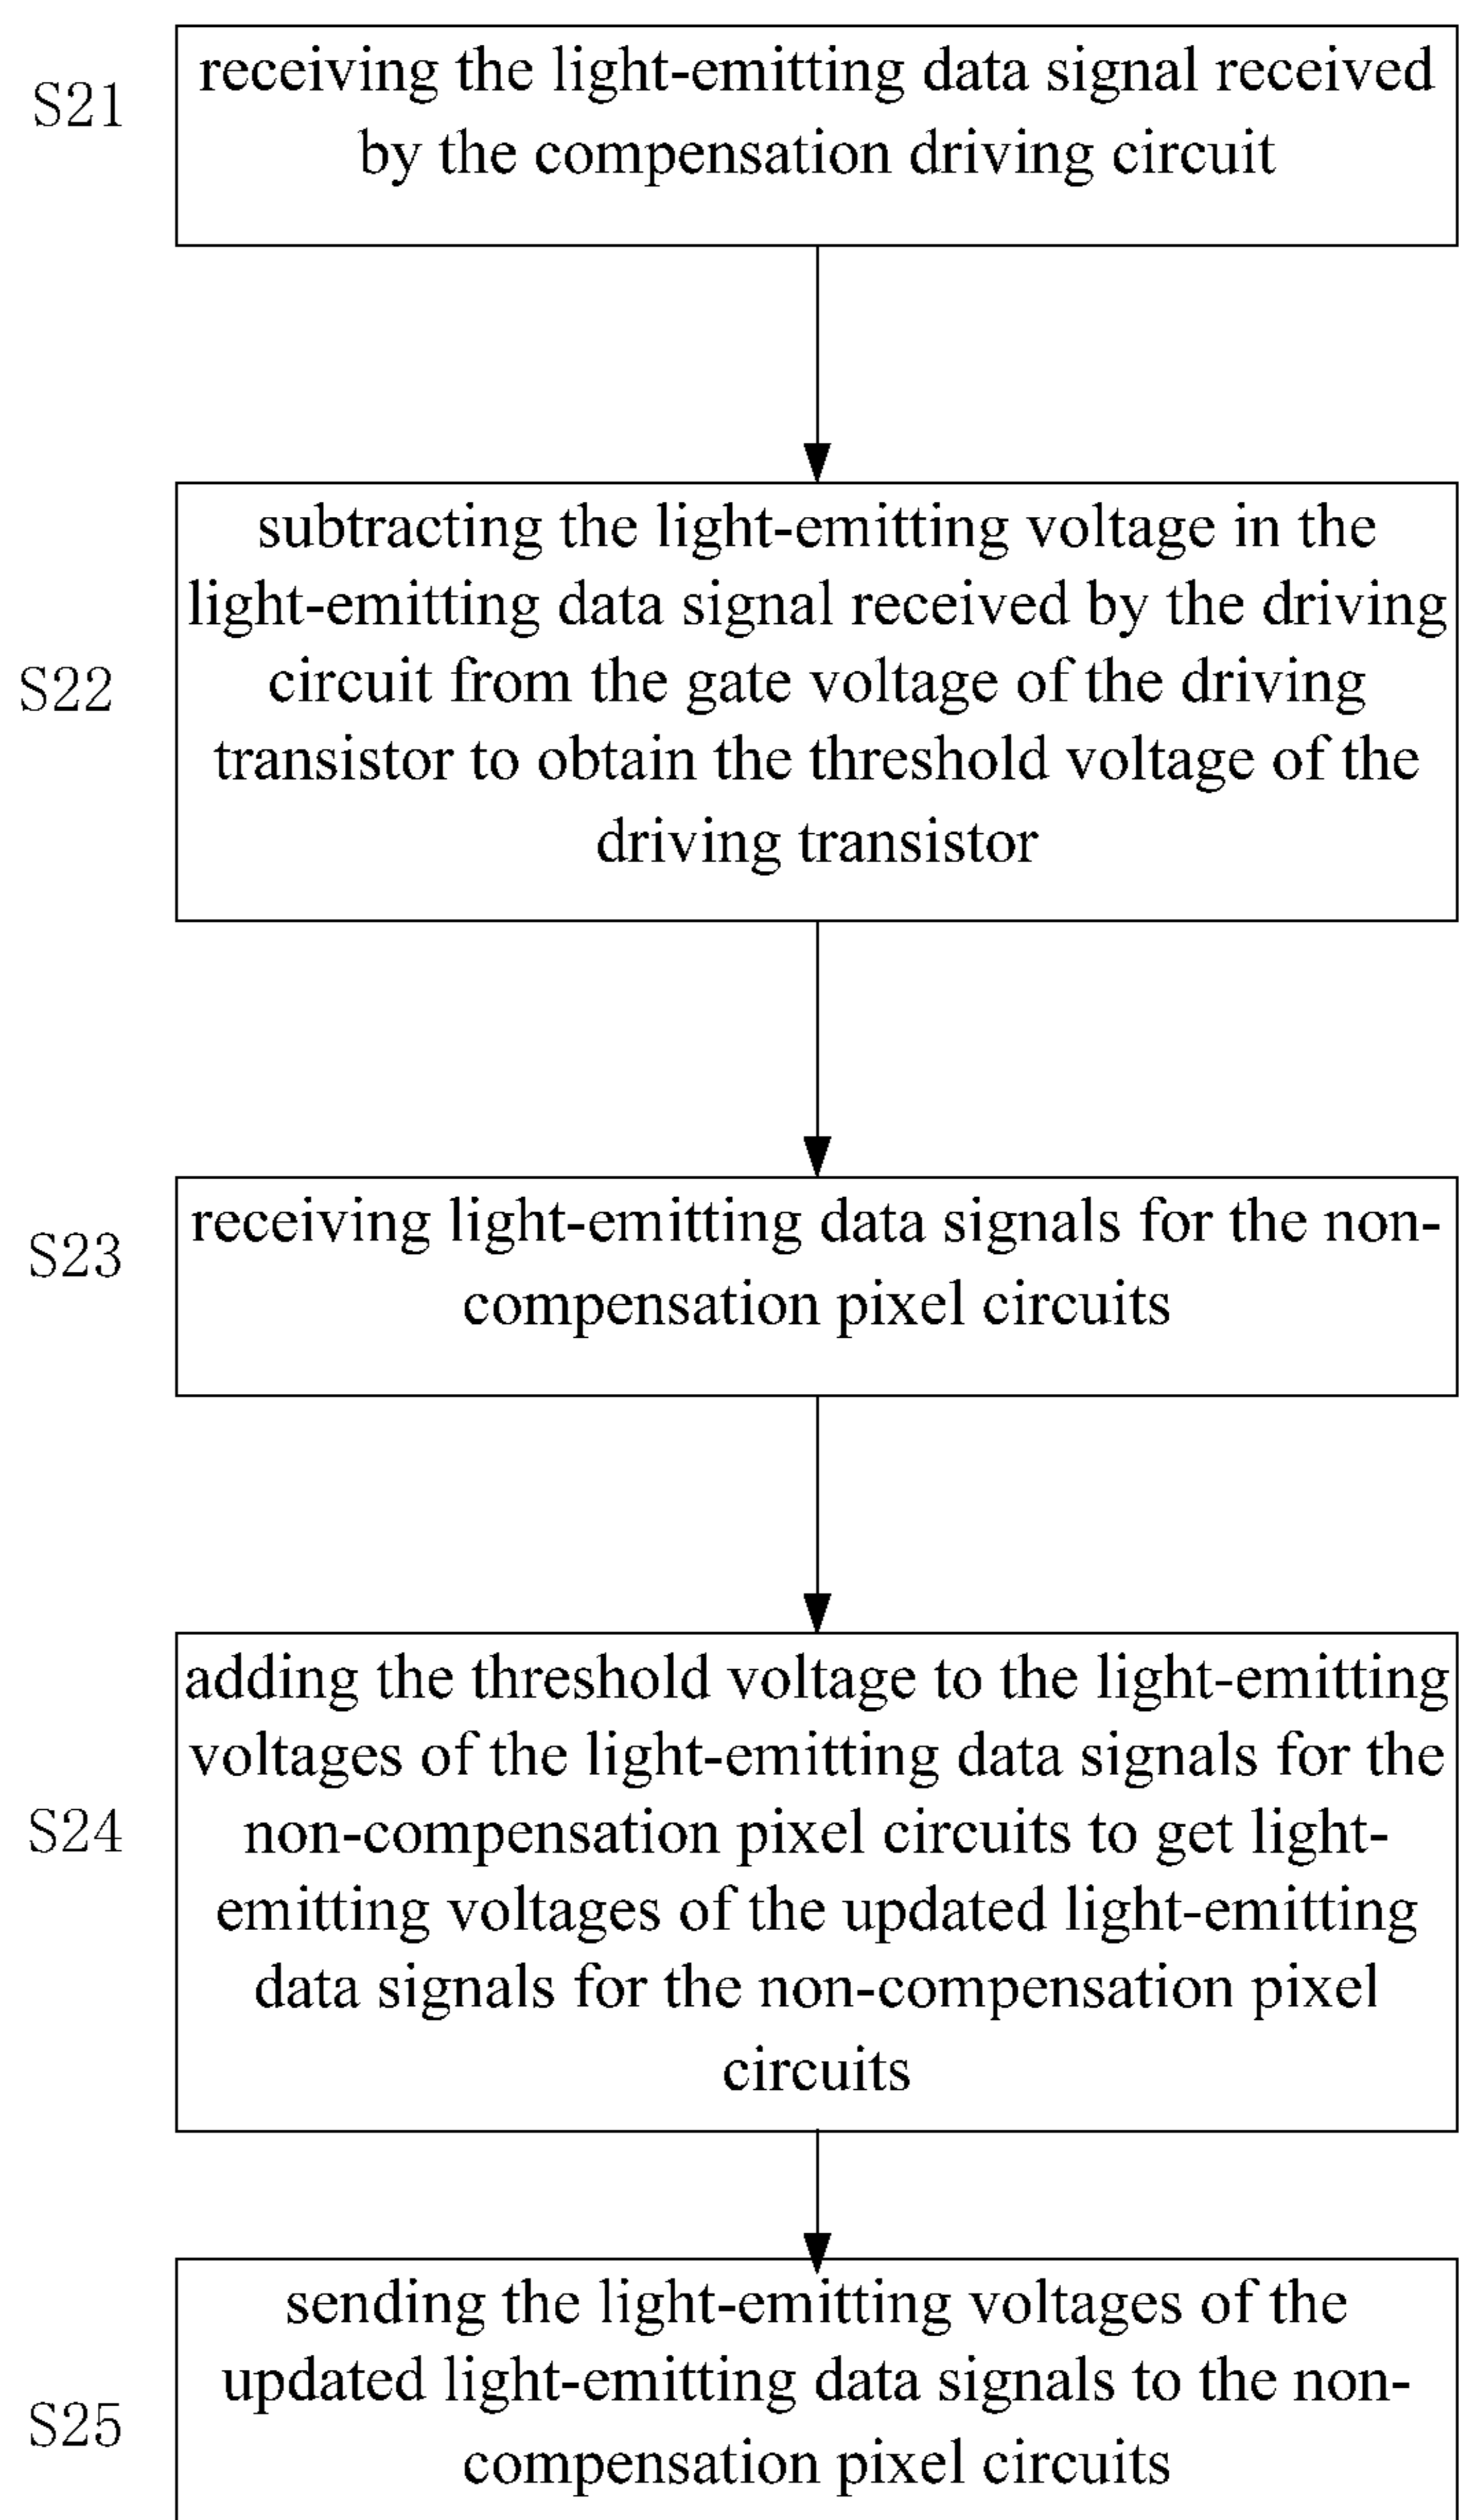 S21
receiving the light-emitting data signal received
by the compensation driving circuit
S22
subtracting the light-emitting voltage in the
light-emitting data signal received by the driving
circuit from the gate voltage of the driving
transistor to obtain the threshold voltage of the
driving transistor
S23
receiving light-emitting data signals for the non-
compensation pixel circuits
S24
adding the threshold voltage to the light-emitting
voltages of the light-emitting data signals for the
non-compensation pixel circuits to get light-
emitting voltages of the updated light-emitting
data signals for the non-compensation pixel
circuits
S25
sending the light-emitting voltages of the
updated light-emitting data signals to the non-
compensation pixel circuits